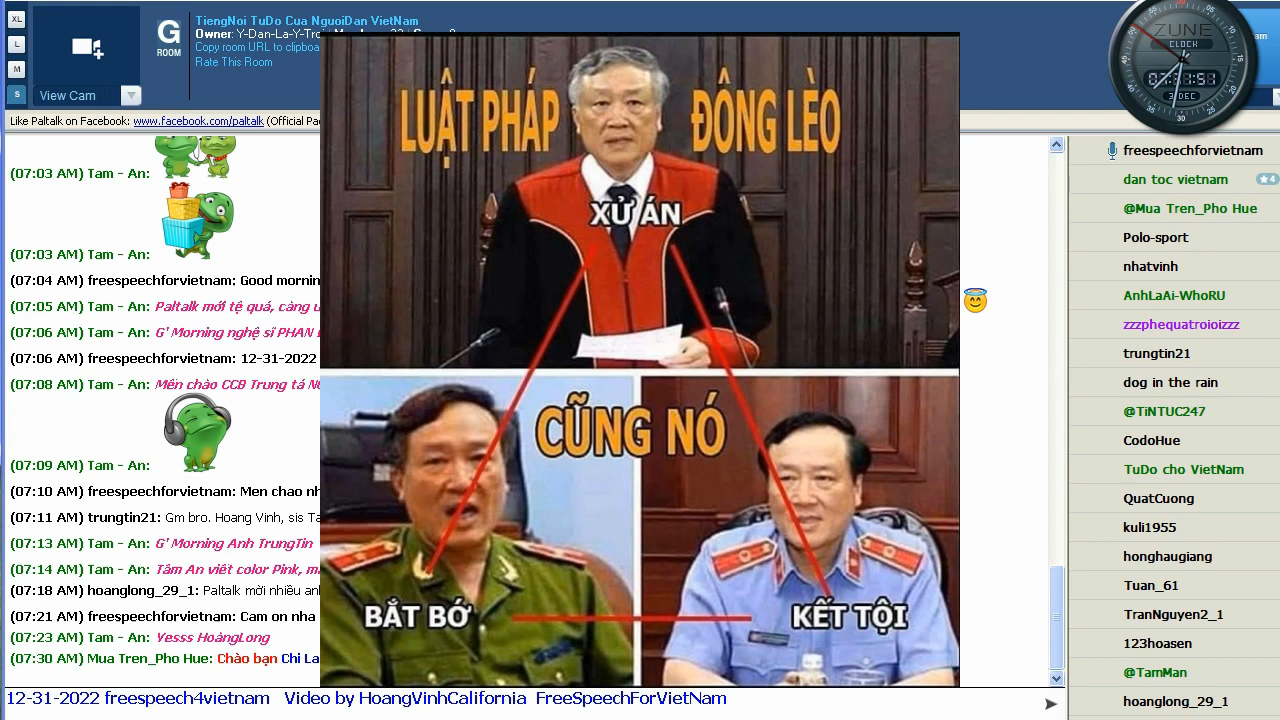 XL
L
M
S
View Cam
G
ROOM
TiengNoi TuDo Cua NguoiDan VietNam
Owner: Y-Dan-La-Y-Troi
Copy room URL to clipboa
Rate This Room
Like Paltalk on Facebook: www.facebook.com/paltalk (Official Pa
ZUNE
CLOCK
3 DEC
(07:03 AM) Tam - An:
(07:03 AM) Tam - An:
(07:04 AM) freespeechforvietnam: Good mornin
(07:05 AM) Tam - An: Paltalk mới tệ quá, càng u
(07:06 AM) Tam - An: G' Morning nghệ sĩ PHAN
(07:06 AM) freespeechforvietnam: 12-31-2022
(07:08 AM) Tam - An: Mến chào CCB Trung tá N
(07:09 AM) Tam - An:
(07:10 AM) freespeechforvietnam: Men chao nh
(07:11 AM) trungtin21: Gm bro. Hoang Vinh, sis Ta
(07:13 AM) Tam - An: G' Morning Anh TrungTin
(07:14 AM) Tam - An: Tâm An viết color Pink, m
(07:18 AM) hoanglong_29_1: Paltalk mời nhiều an
(07:21 AM) freespeechforvietnam: Cam on nha
(07:23 AM) Tam - An: Yesss HoàngLong
(07:30 AM) Mua Tren_Pho Hue: Chào bạn Chi La
LUẬT PHÁP ĐÔNG LÈO
XỬ ÁN
CŨNG NÓ
BẮT BỚ
KẾT TỘI
freespeechforvietnam
dan toc vietnam
4
@Mua Tren_Pho Hue
Polo-sport
nhatvinh
AnhLaAi-WhoRU
zzzphequatroioizzz
trungtin21
dog in the rain
@TiNTUC247
CodoHue
TuDo cho VietNam
QuatCuong
kuli1955
honghaugiang
Tuan_61
TranNguyen2_1
123hoasen
@TamMan
hoanglong_29_1
12-31-2022 freespeech4vietnam Video by HoangVinhCalifornia FreeSpeechForVietNam